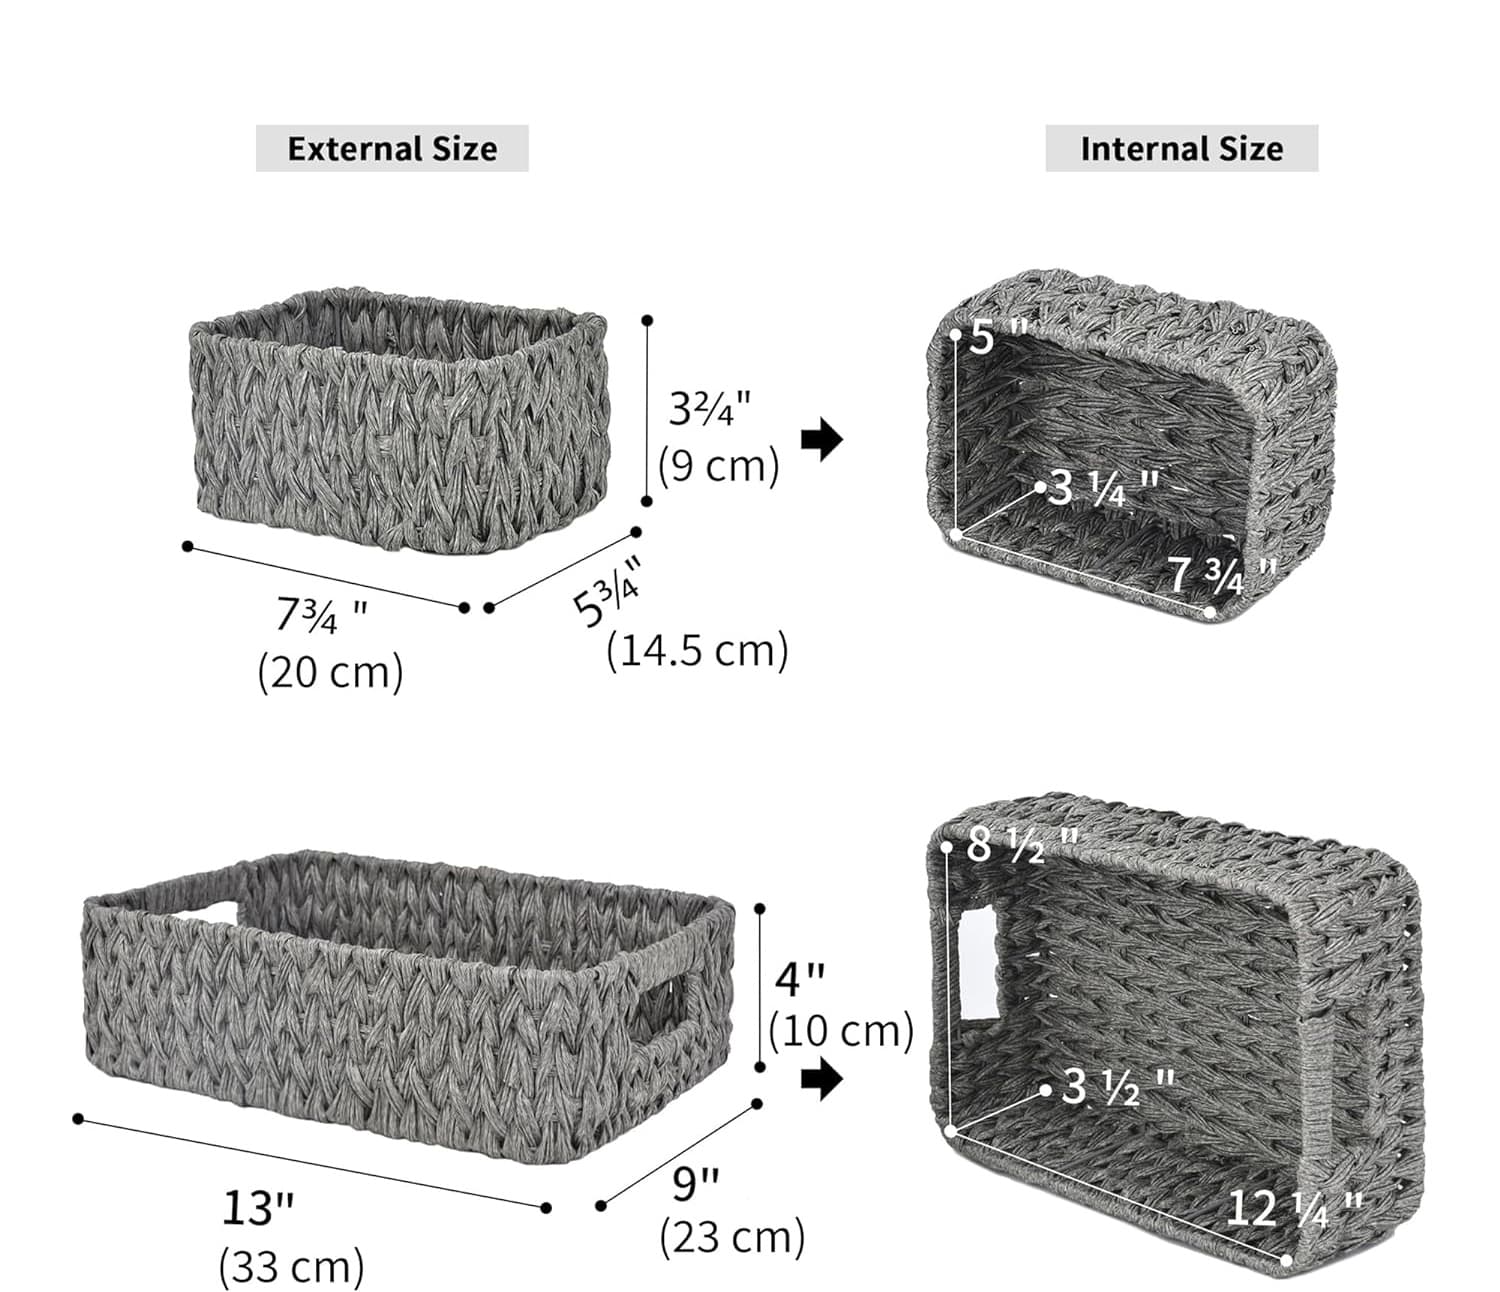 External Size
Internal Size
5 "
3²⁄₄"
(9 cm)
3 ¼ "
7 ¾ "
5¾"
(14.5 cm)
7¾ "
(20 cm)
8 ½ "
4"
(10 cm)
3 ½ "
9"
(23 cm)
12 ¼ "
13"
(33 cm)